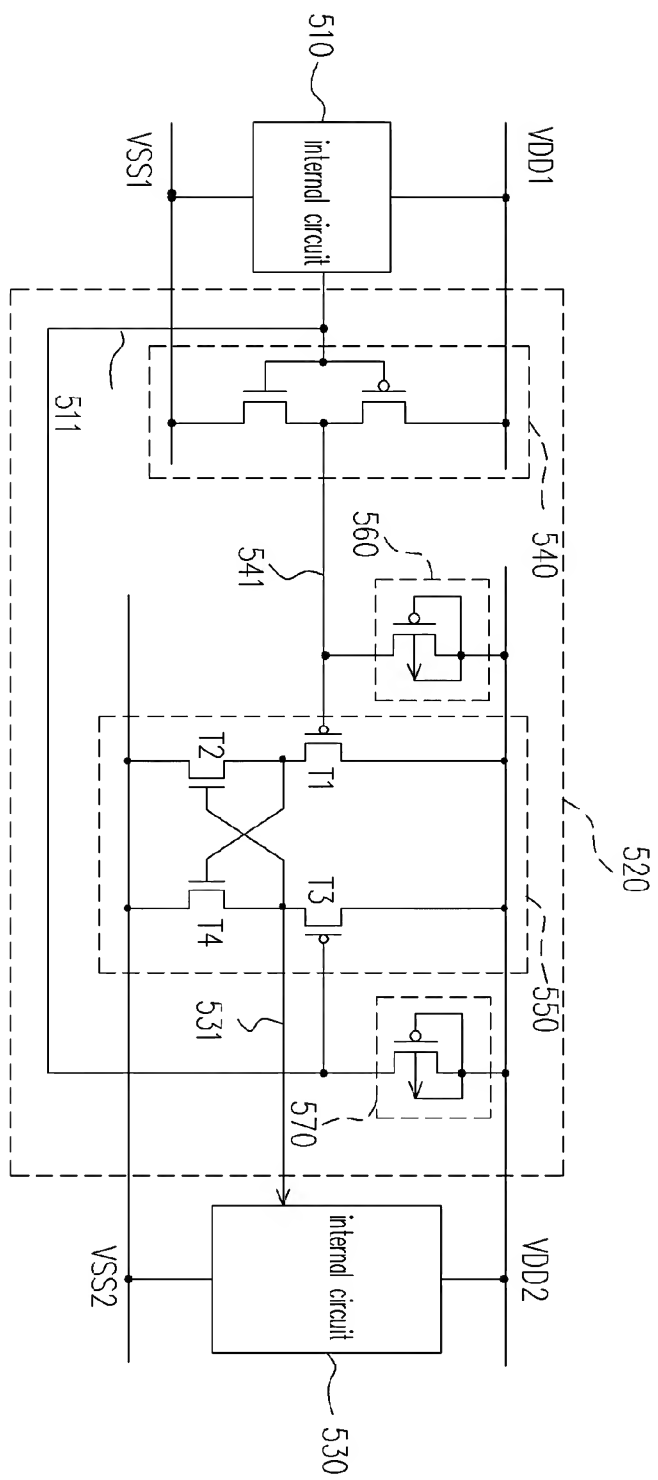 510
internal circuit
VDD1
VSS1
511
540
541
560
520
T1
T2
T3
T4
550
531
570
internal circuit
VDD2
VSS2
530